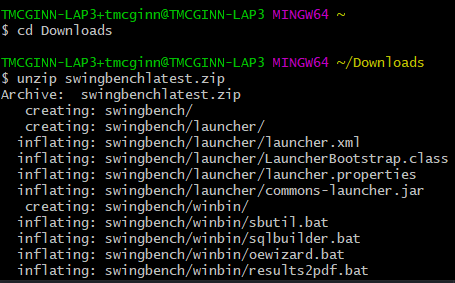 TMCGINN-LAP3+tmcginn@TMCGINN-LAP3 MINGW64 ~
$ cd Downloads
TMCGINN-LAP3+tmcginn@TMCGINN-LAP3 MINGW64 ~/Downloads
$ unzip swingbenchlatest.zip
Archive:  swingbenchlatest.zip
   creating: swingbench/
   creating: swingbench/launcher/
  inflating: swingbench/launcher/launcher.xml
  inflating: swingbench/launcher/LauncherBootstrap.class
  inflating: swingbench/launcher/launcher.properties
  inflating: swingbench/launcher/commons-launcher.jar
   creating: swingbench/winbin/
  inflating: swingbench/winbin/sbutil.bat
  inflating: swingbench/winbin/sqlbuilder.bat
  inflating: swingbench/winbin/oewizard.bat
  inflating: swingbench/winbin/results2pdf.bat